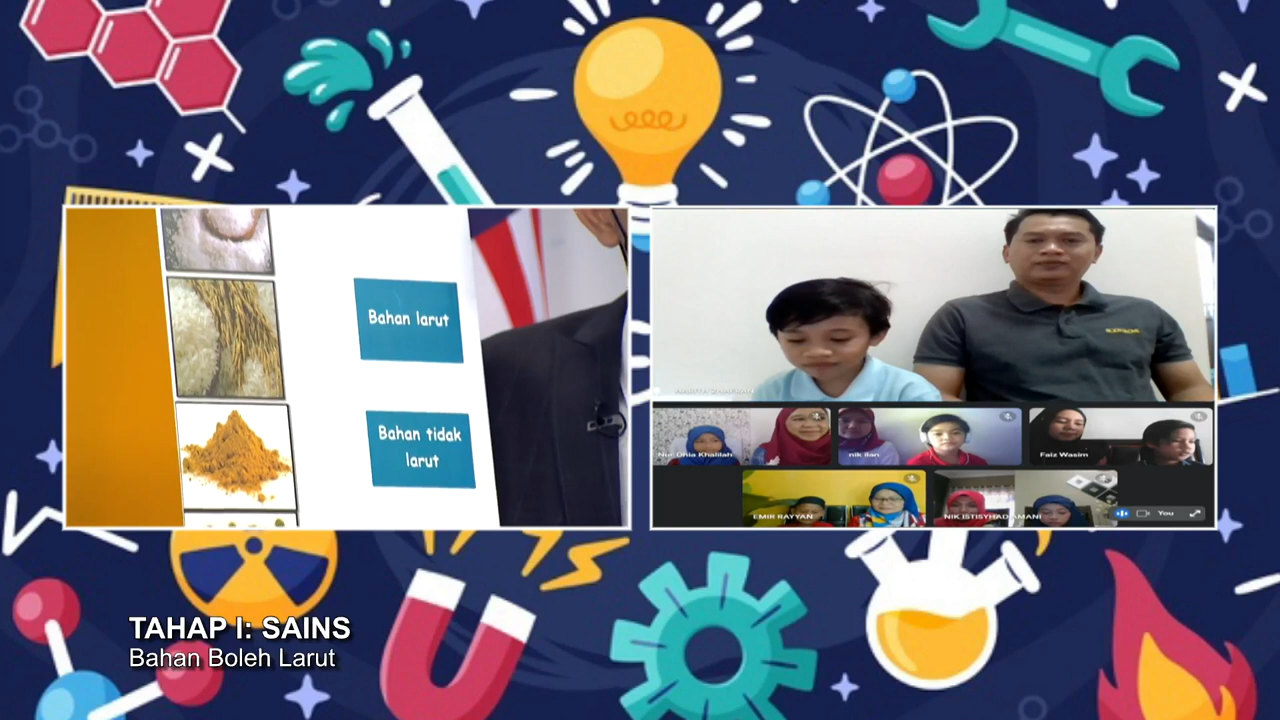 Bahan larut
Bahan tidak
larut
Nur Dhia Khalilah
nik ilan
Faiz Wasim
EMIR RAYYAN
NIK ISTISYHAD AMANI
You
TAHAP I: SAINS
Bahan Boleh Larut